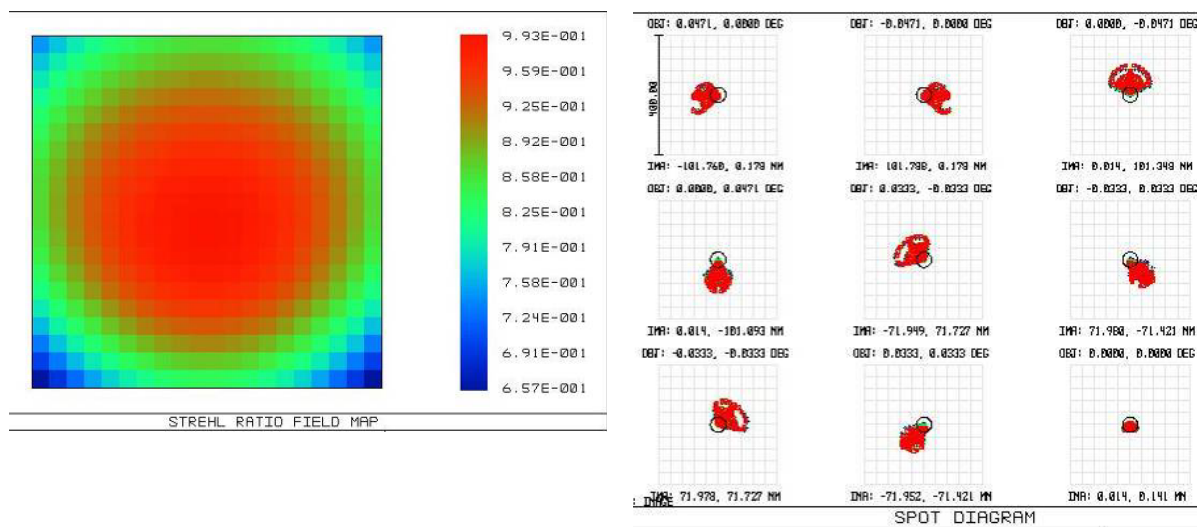 9.93E-001
9.59E-001
9.25E-001
8.92E-001
8.58E-001
8.25E-001
7.91E-001
7.58E-001
7.24E-001
6.91E-001
6.57E-001
STREHL RATIO FIELD MAP
OBJ: 0.0471, 0.0000 DEG
OBJ: -0.0471, 0.0000 DEG
OBJ: 0.0000, -0.0471 DEG
400.00
IMA: -101.760, 0.179 MM
IMA: 101.788, 0.179 MM
IMA: 0.014, 101.349 MM
OBJ: 0.0000, 0.0471 DEG
OBJ: 0.0333, -0.0333 DEG
OBJ: -0.0333, 0.0333 DEG
IMA: 0.014, -101.093 MM
IMA: -71.949, 71.727 MM
IMA: 71.980, -71.421 MM
OBJ: -0.0333, -0.0333 DEG
OBJ: 0.0333, 0.0333 DEG
OBJ: 0.0000, 0.0000 DEG
: IMAGE
IMA: 71.978, 71.727 MM
IMA: -71.952, -71.421 MM
IMA: 0.014, 0.141 MM
SPOT DIAGRAM